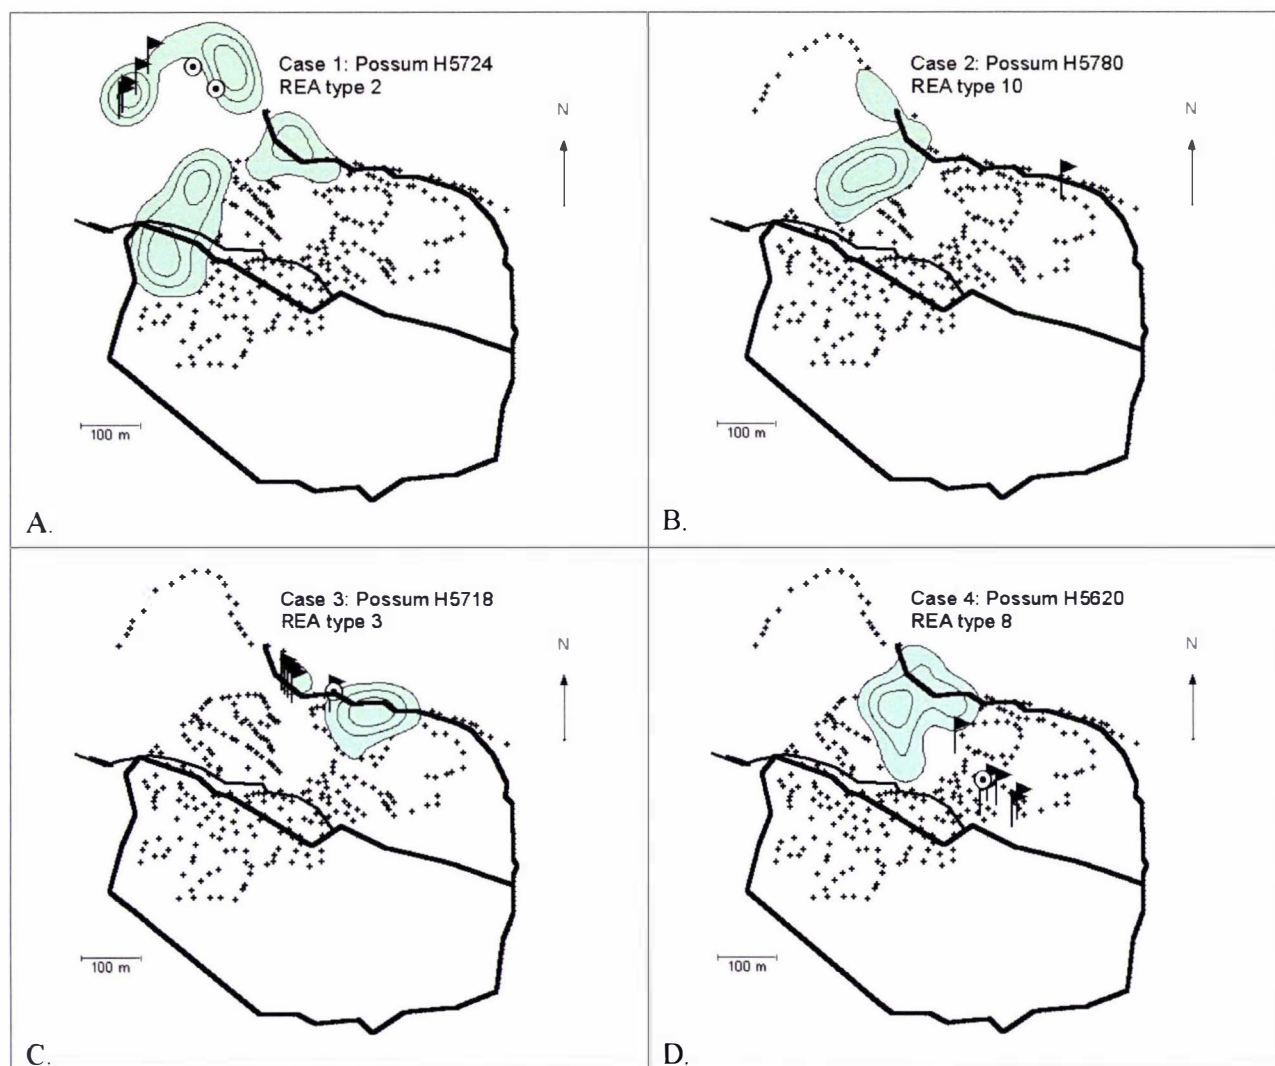 Case 1: Possum H5724
REA type 2
N
100 m
A.
Case 2: Possum H5780
REA type 10
N
100 m
B.
Case 3: Possum H5718
REA type 3
N
100 m
C.
Case 4: Possum H5620
REA type 8
N
100 m
D.